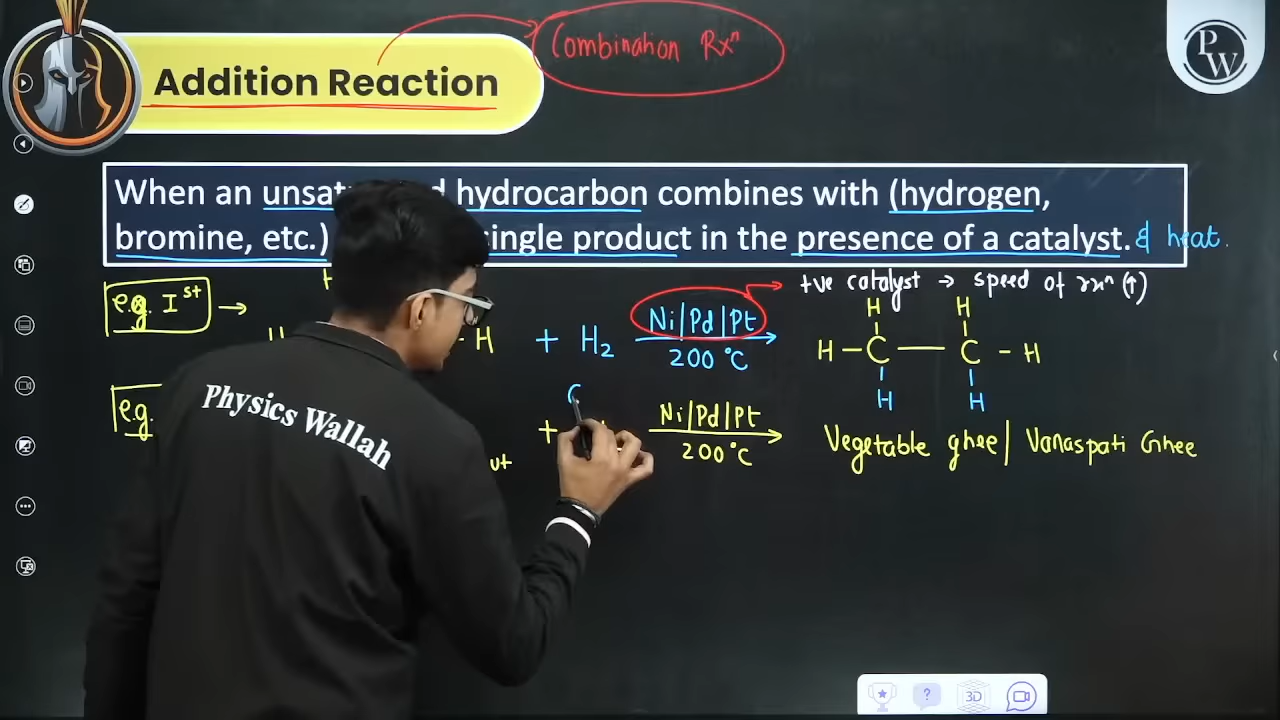 Combination Rxⁿ
PW
Addition Reaction
When an hydrocarbon combines with (hydrogen,
bromine, etc.) single product in the presence of a catalyst. & heat.
+ve catalyst → speed of rxⁿ (↑)
e.g. Iˢᵗ →
H H H
H - H + H₂ Ni|Pd|Pt H - C — C - H
200 °C
H H
e.g. + Ni|Pd|Pt Vegetable ghee | Vanaspati Ghee
200 °C
Physics Wallah
3D